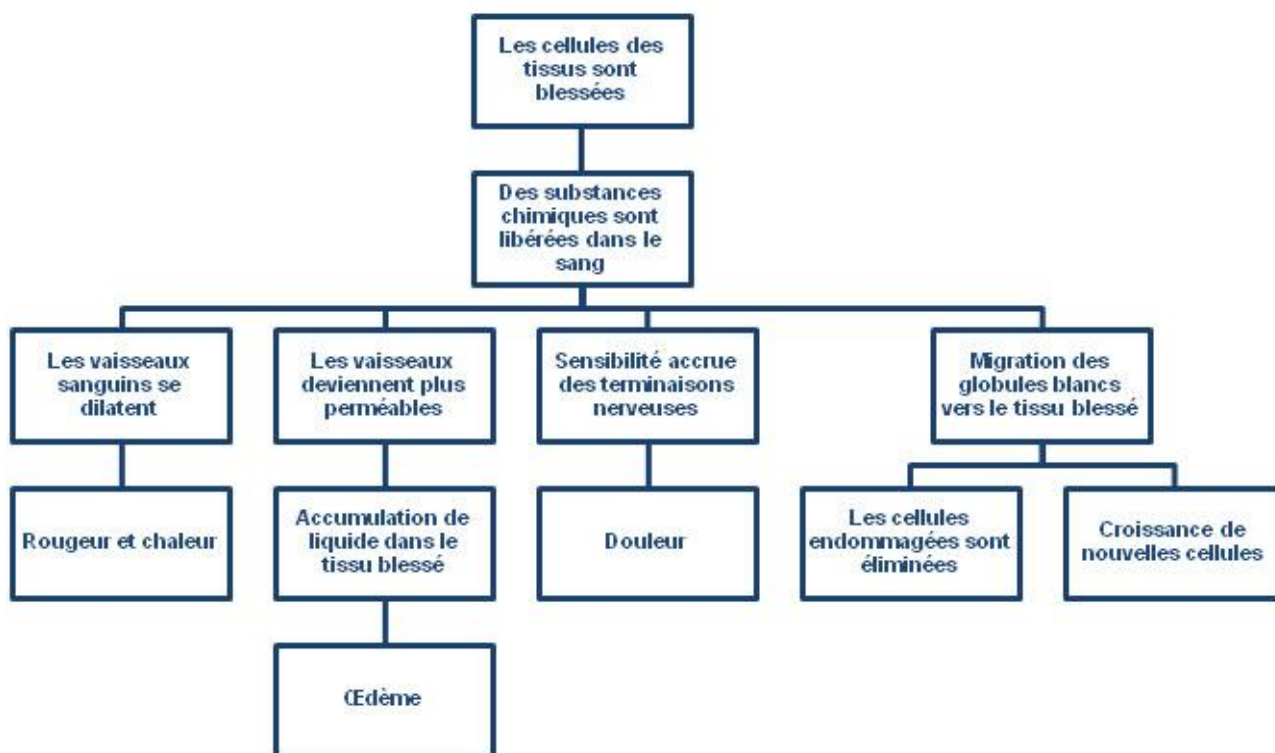 Les cellules des
tissus sont
blessées
Des substances
chimiques sont
libérées dans le
sang
Les vaisseaux
sanguins se
dilatent
Les vaisseaux
deviennent plus
perméables
Sensibilité accrue
des terminaisons
nerveuses
Migration des
globules blancs
vers le tissu blessé
Rougeur et chaleur
Accumulation de
liquide dans le
tissu blessé
Douleur
Les cellules
endommagées sont
éliminées
Croissance de
nouvelles cellules
Œdème